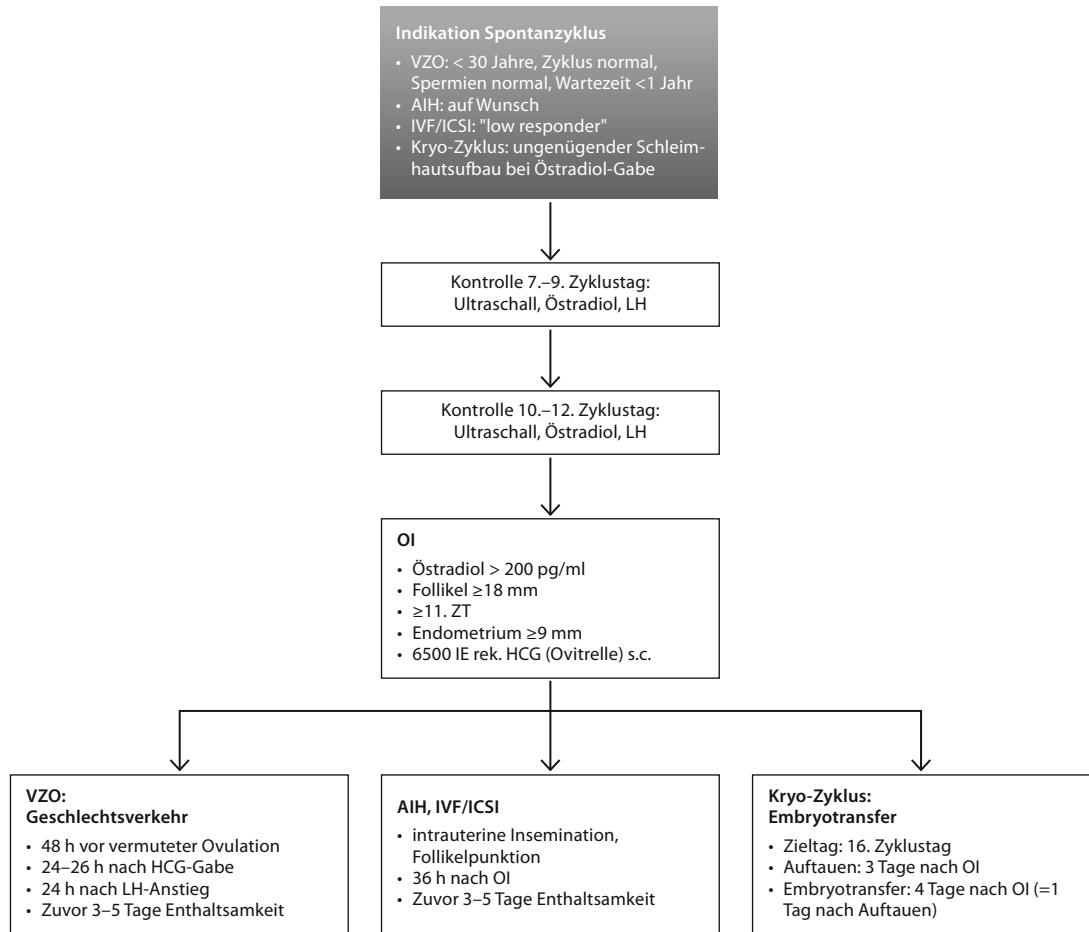 Indikation Spontanzyklus
• VZO: < 30 Jahre, Zyklus normal,
Spermien normal, Wartezeit <1 Jahr
• AIH: auf Wunsch
• IVF/ICSI: "low responder"
• Kryo-Zyklus: ungenügender Schleim-
hautsufbau bei Östradiol-Gabe
Kontrolle 7.–9. Zyklustag:
Ultraschall, Östradiol, LH
Kontrolle 10.–12. Zyklustag:
Ultraschall, Östradiol, LH
OI
• Östradiol > 200 pg/ml
• Follikel ≥18 mm
• ≥11. ZT
• Endometrium ≥9 mm
• 6500 IE rek. HCG (Ovitrelle) s.c.
VZO:
Geschlechtsverkehr
• 48 h vor vermuteter Ovulation
• 24–26 h nach HCG-Gabe
• 24 h nach LH-Anstieg
• Zuvor 3–5 Tage Enthaltsamkeit
AIH, IVF/ICSI
• intrauterine Insemination,
Follikelpunktion
• 36 h nach OI
• Zuvor 3–5 Tage Enthaltsamkeit
Kryo-Zyklus:
Embryotransfer
• Zieltag: 16. Zyklustag
• Auftauen: 3 Tage nach OI
• Embryotransfer: 4 Tage nach OI (=1
Tag nach Auftauen)